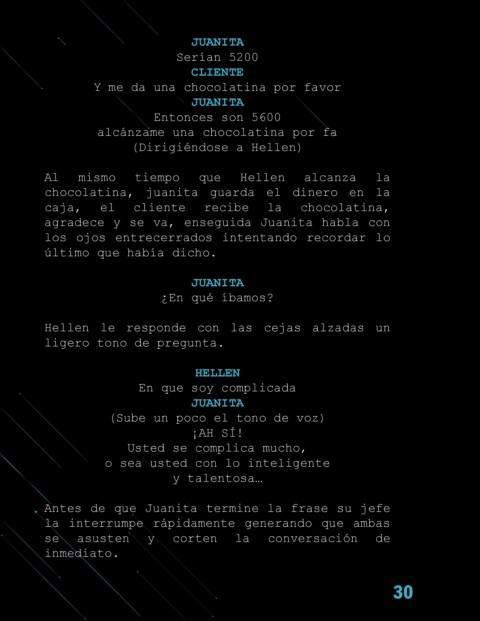 JUANITA
Serían 5200
CLIENTE
Y me da una chocolatina por favor
JUANITA
Entonces son 5600
alcánzame una chocolatina por fa
(Dirigiéndose a Hellen)
Al mismo tiempo que Hellen alcanza la
chocolatina, juanita guarda el dinero en la
caja, el cliente recibe la chocolatina,
agradece y se va, enseguida Juanita habla con
los ojos entrecerrados intentando recordar lo
último que había dicho.
JUANITA
¿En qué íbamos?
Hellen le responde con las cejas alzadas un
ligero tono de pregunta.
HELLEN
En que soy complicada
JUANITA
(Sube un poco el tono de voz)
¡AH SÍ!
Usted se complica mucho,
o sea usted con lo inteligente
y talentosa…
Antes de que Juanita termine la frase su jefe
la interrumpe rápidamente generando que ambas
se asusten y corten la conversación de
inmediato.
30